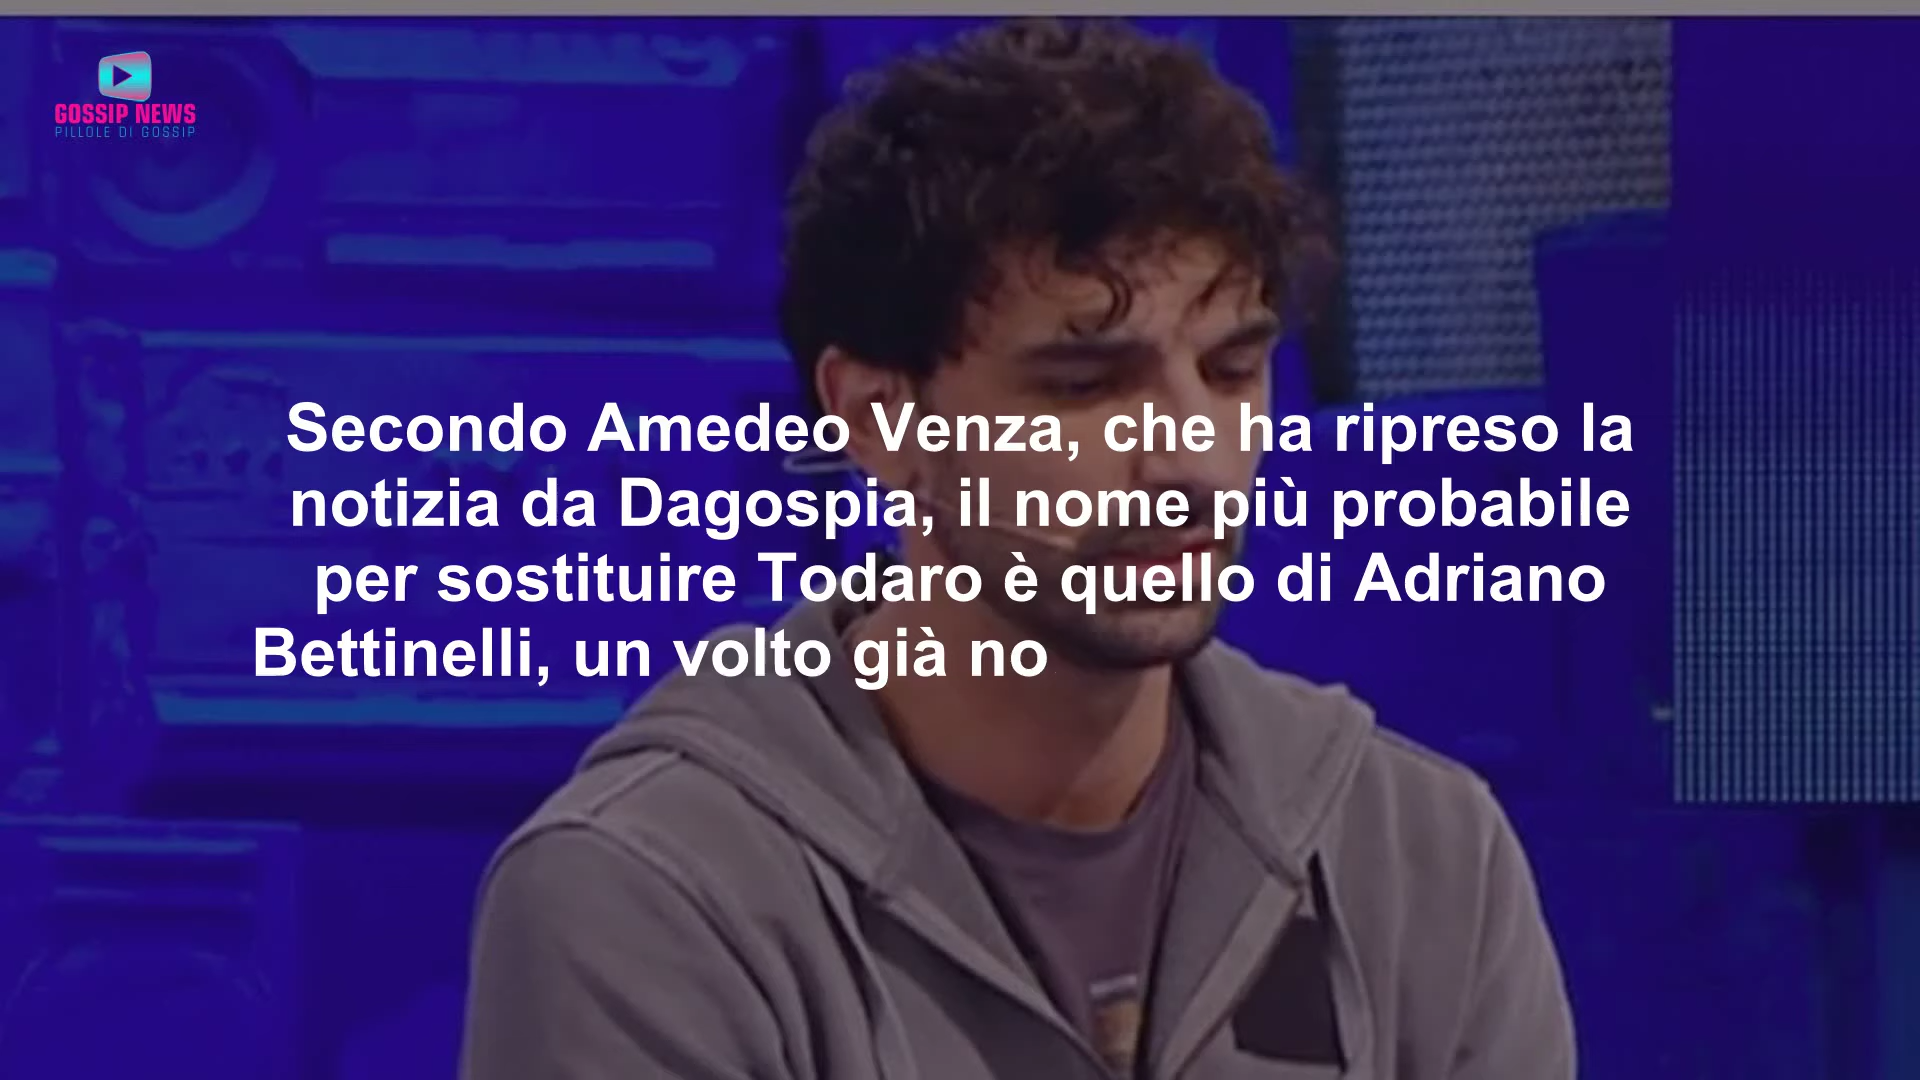 GOSSIP NEWS
PILLOLE DI GOSSIP
Secondo Amedeo Venza, che ha ripreso la
notizia da Dagospia, il nome più probabile
per sostituire Todaro è quello di Adriano
Bettinelli, un volto già no